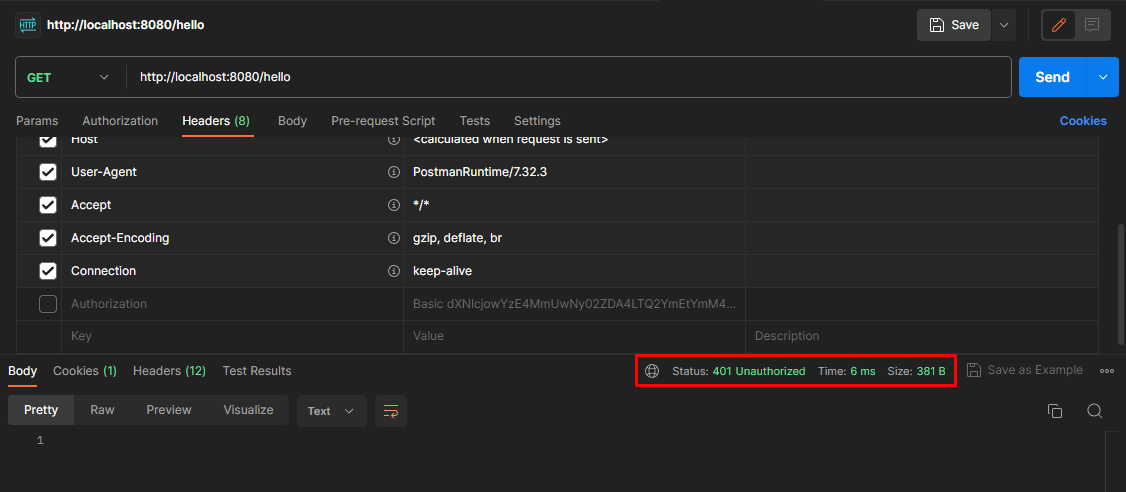 HTTP http://localhost:8080/hello Save
GET http://localhost:8080/hello Send
Params Authorization Headers (8) Body Pre-request Script Tests Settings Cookies
Host <calculated when request is sent>
User-Agent PostmanRuntime/7.32.3
Accept */*
Accept-Encoding gzip, deflate, br
Connection keep-alive
Authorization Basic dXNlcjowYzE4MmUwNy02ZDA4LTQ2YmEtYmM4...
Key Value Description
Body Cookies (1) Headers (12) Test Results Status: 401 Unauthorized Time: 6 ms Size: 381 B Save as Example
Pretty Raw Preview Visualize Text
1